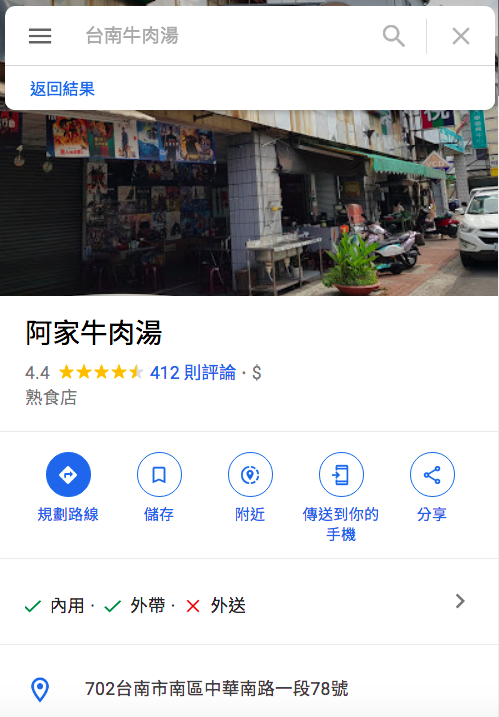 台南牛肉湯
返回結果
阿家牛肉湯
4.4 412 則評論 · $
熟食店
規劃路線
儲存
附近
傳送到你的
手機
分享
內用 · 外帶 · 外送
702台南市南區中華南路一段78號